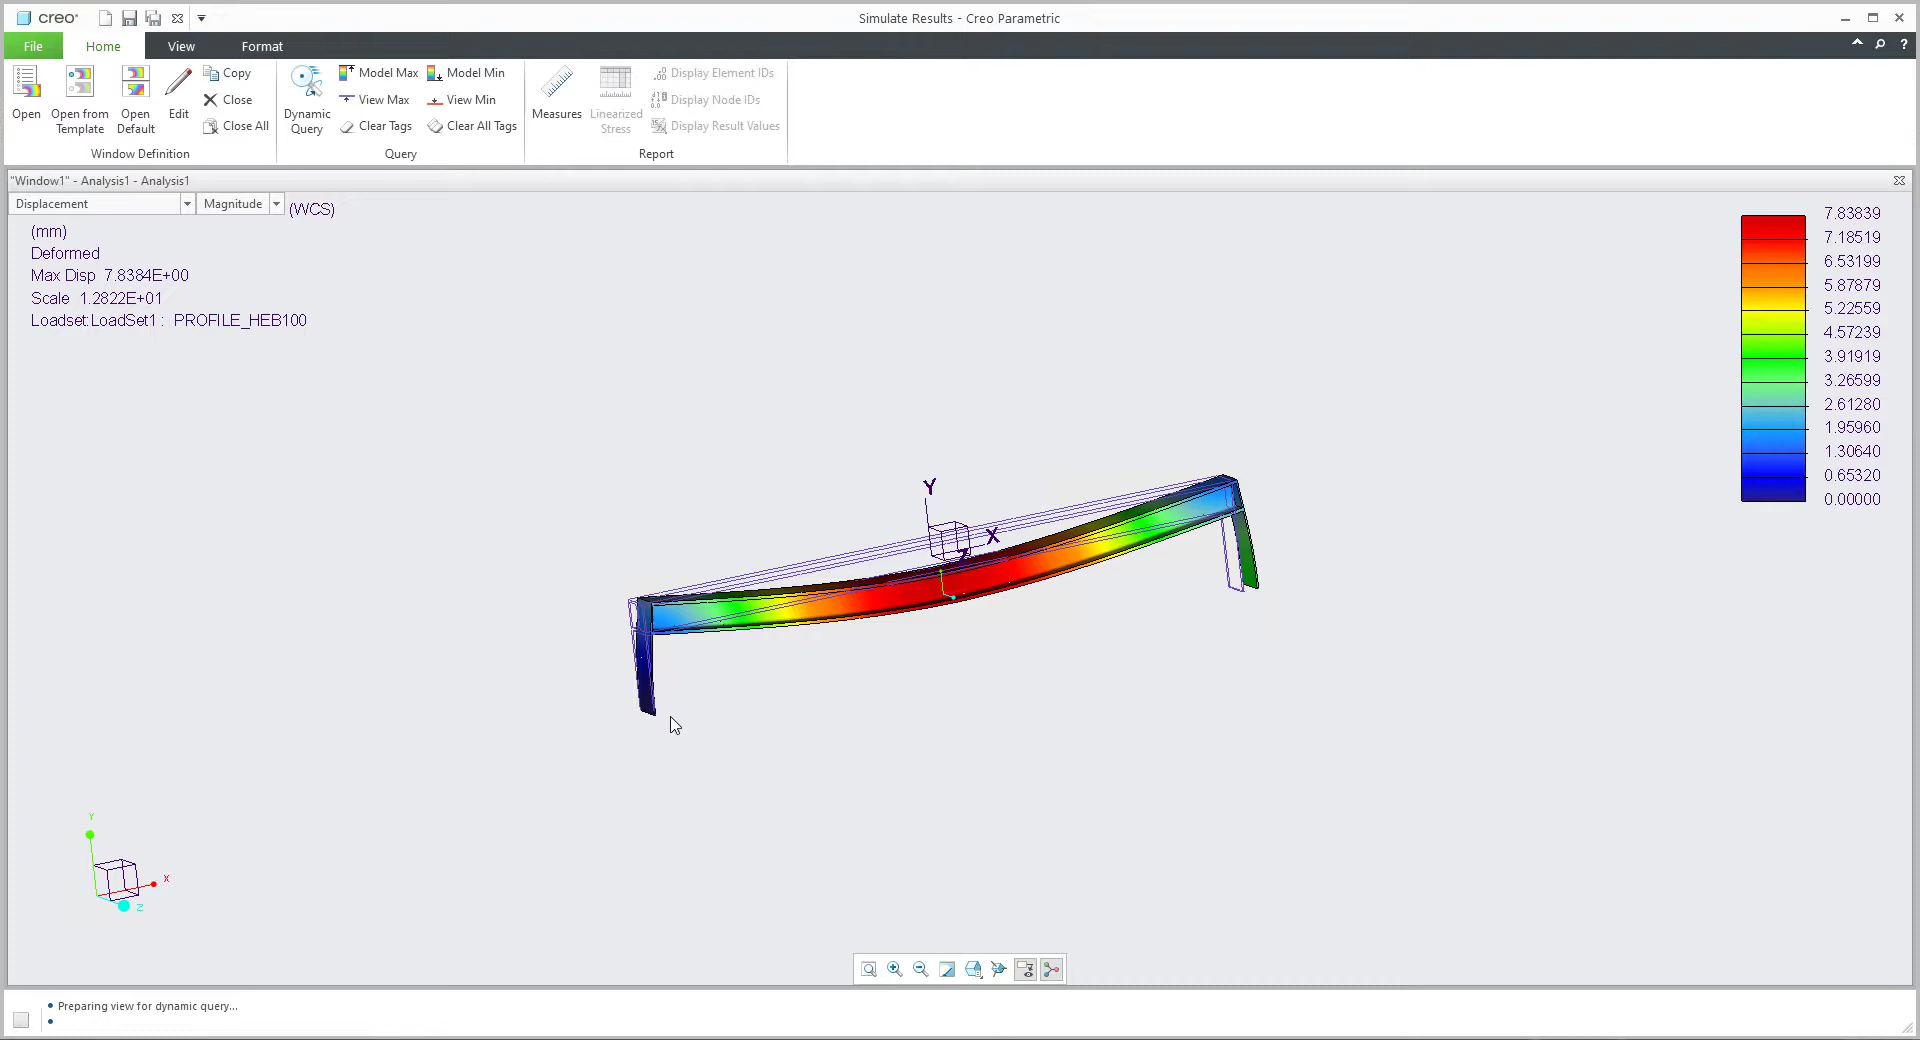 creo®
Simulate Results - Creo Parametric
File
Home
View
Format
?
Open
Open from
Template
Open
Default
Edit
Copy
Close
Close All
Window Definition
Dynamic
Query
Model Max
View Max
Clear Tags
Model Min
View Min
Clear All Tags
Query
Measures
Linearized
Stress
Display Element IDs
Display Node IDs
Display Result Values
Report
"Window1" - Analysis1 - Analysis1
Displacement
Magnitude
(WCS)
(mm)
Deformed
Max Disp 7.8384E+00
Scale 1.2822E+01
Loadset:LoadSet1 : PROFILE_HEB100
7.83839
7.18519
6.53199
5.87879
5.22559
4.57239
3.91919
3.26599
2.61280
1.95960
1.30640
0.65320
0.00000
Y
X
Z
Y
X
Z
Preparing view for dynamic query...